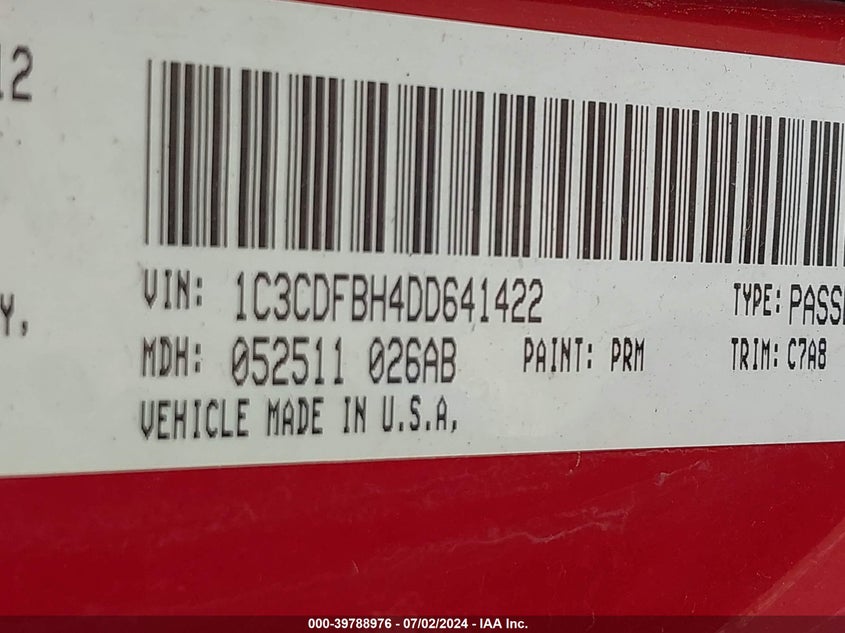 12
VIN: 1C3CDFBH4DD641422 TYPE: PASS
Y, MDH: 052511 026AB PAINT: PRM TRIM: C7A8
VEHICLE MADE IN U.S.A.
000-39788976 - 07/02/2024 - IAA Inc.